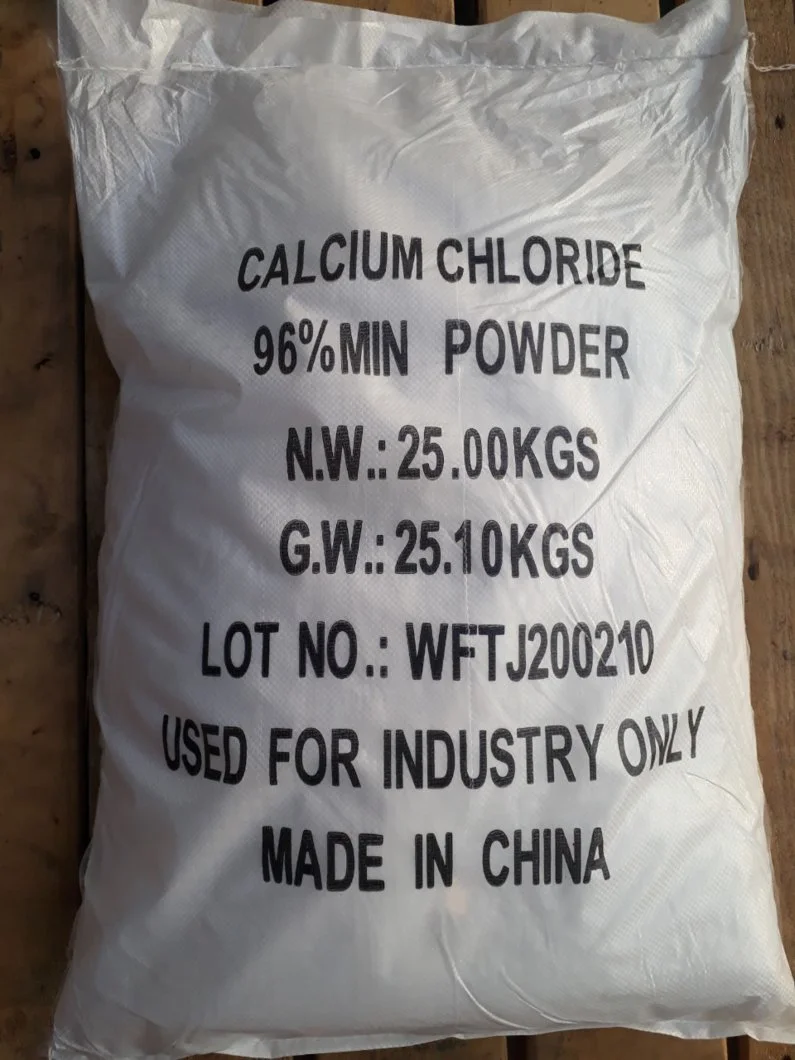 CALCIUM CHLORIDE
96%MIN POWDER
N.W.: 25.00KGS
G.W.: 25.10KGS
LOT NO.: WFTJ200210
USED FOR INDUSTRY ONLY
MADE IN CHINA